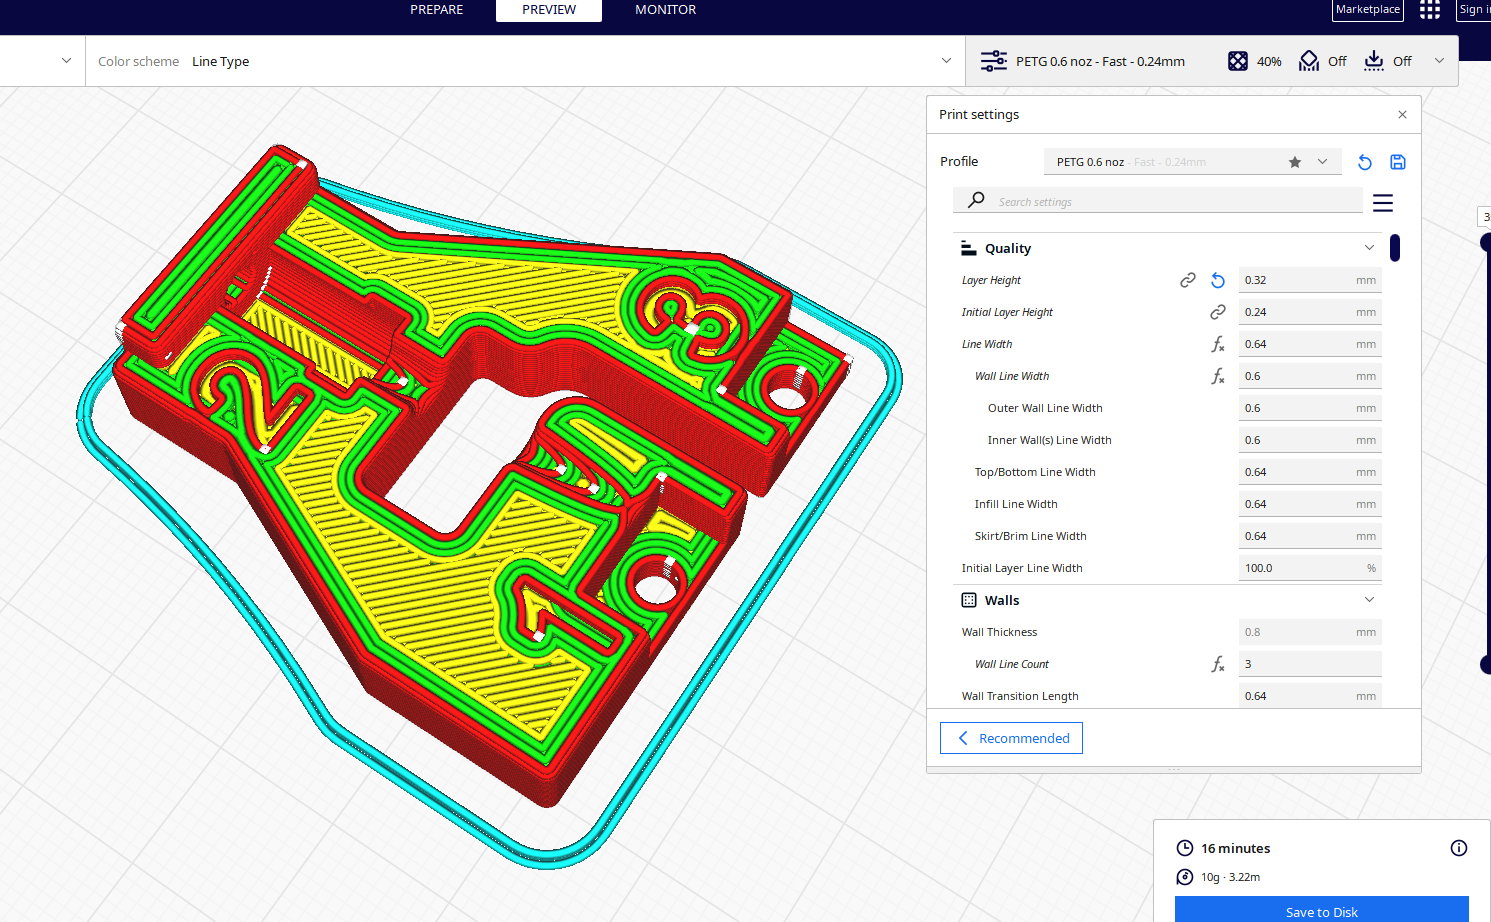 PREPARE PREVIEW MONITOR Marketplace Sign i
Color scheme Line Type PETG 0.6 noz - Fast - 0.24mm 40% Off Off
Print settings
Profile PETG 0.6 noz - Fast - 0.24mm
Search settings
3
Quality
Layer Height 0.32 mm
Initial Layer Height 0.24 mm
Line Width 0.64 mm
Wall Line Width 0.6 mm
Outer Wall Line Width 0.6 mm
Inner Wall(s) Line Width 0.6 mm
Top/Bottom Line Width 0.64 mm
Infill Line Width 0.64 mm
Skirt/Brim Line Width 0.64 mm
Initial Layer Line Width 100.0 %
Walls
Wall Thickness 0.8 mm
Wall Line Count 3
Wall Transition Length 0.64 mm
Recommended
16 minutes
10g · 3.22m
Save to Disk
3
2
1